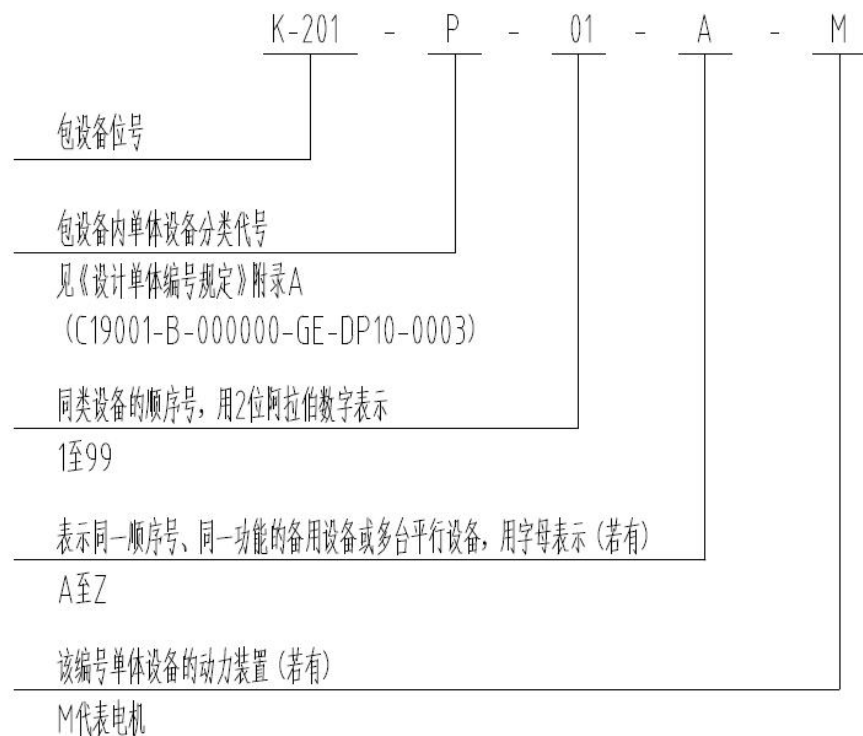 K-201 - P - 01 - A - M
包设备位号
包设备内单体设备分类代号
见《设计单体编号规定》附录A
(C19001-B-000000-GE-DP10-0003)
同类设备的顺序号，用2位阿拉伯数字表示
1至99
表示同一顺序号、同一功能的备用设备或多台平行设备，用字母表示（若有）
A至Z
该编号单体设备的动力装置（若有）
M代表电机